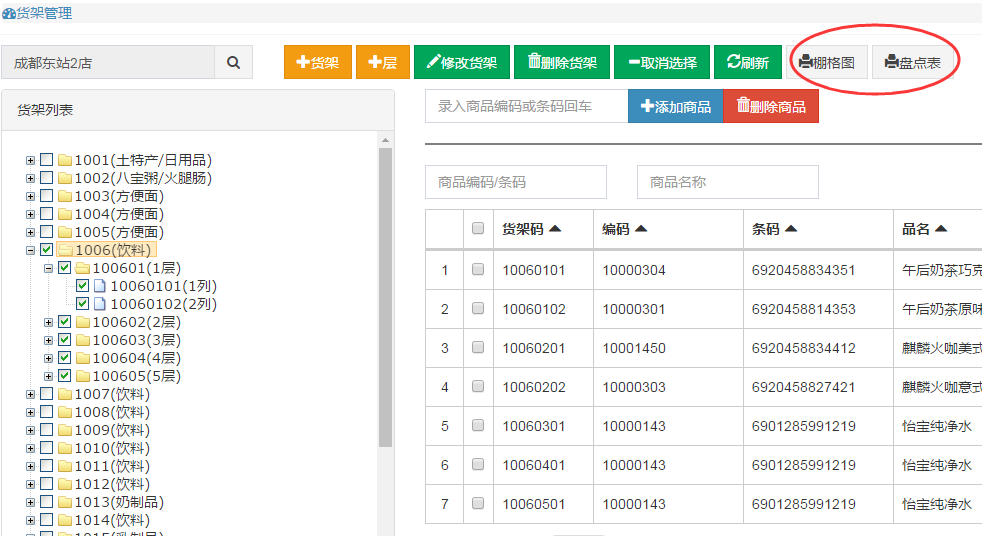 货架管理
成都东站2店 货架 层 修改货架 删除货架 取消选择 刷新 棚格图 盘点表
货架列表
1001(土特产/日用品)
1002(八宝粥/火腿肠)
1003(方便面)
1004(方便面)
1005(方便面)
1006(饮料)
100601(1层)
10060101(1列)
10060102(2列)
100602(2层)
100603(3层)
100604(4层)
100605(5层)
1007(饮料)
1008(饮料)
1009(饮料)
1010(饮料)
1011(饮料)
1012(饮料)
1013(奶制品)
1014(饮料)
1015(乳制品)
录入商品编码或条码回车 添加商品 删除商品
商品编码/条码 商品名称
货架码 编码 条码 品名
1 10060101 10000304 6920458834351 午后奶茶巧克
2 10060102 10000301 6920458814353 午后奶茶原味
3 10060201 10001450 6920458834412 麒麟火咖美式
4 10060202 10000303 6920458827421 麒麟火咖意式
5 10060301 10000143 6901285991219 怡宝纯净水
6 10060401 10000143 6901285991219 怡宝纯净水
7 10060501 10000143 6901285991219 怡宝纯净水